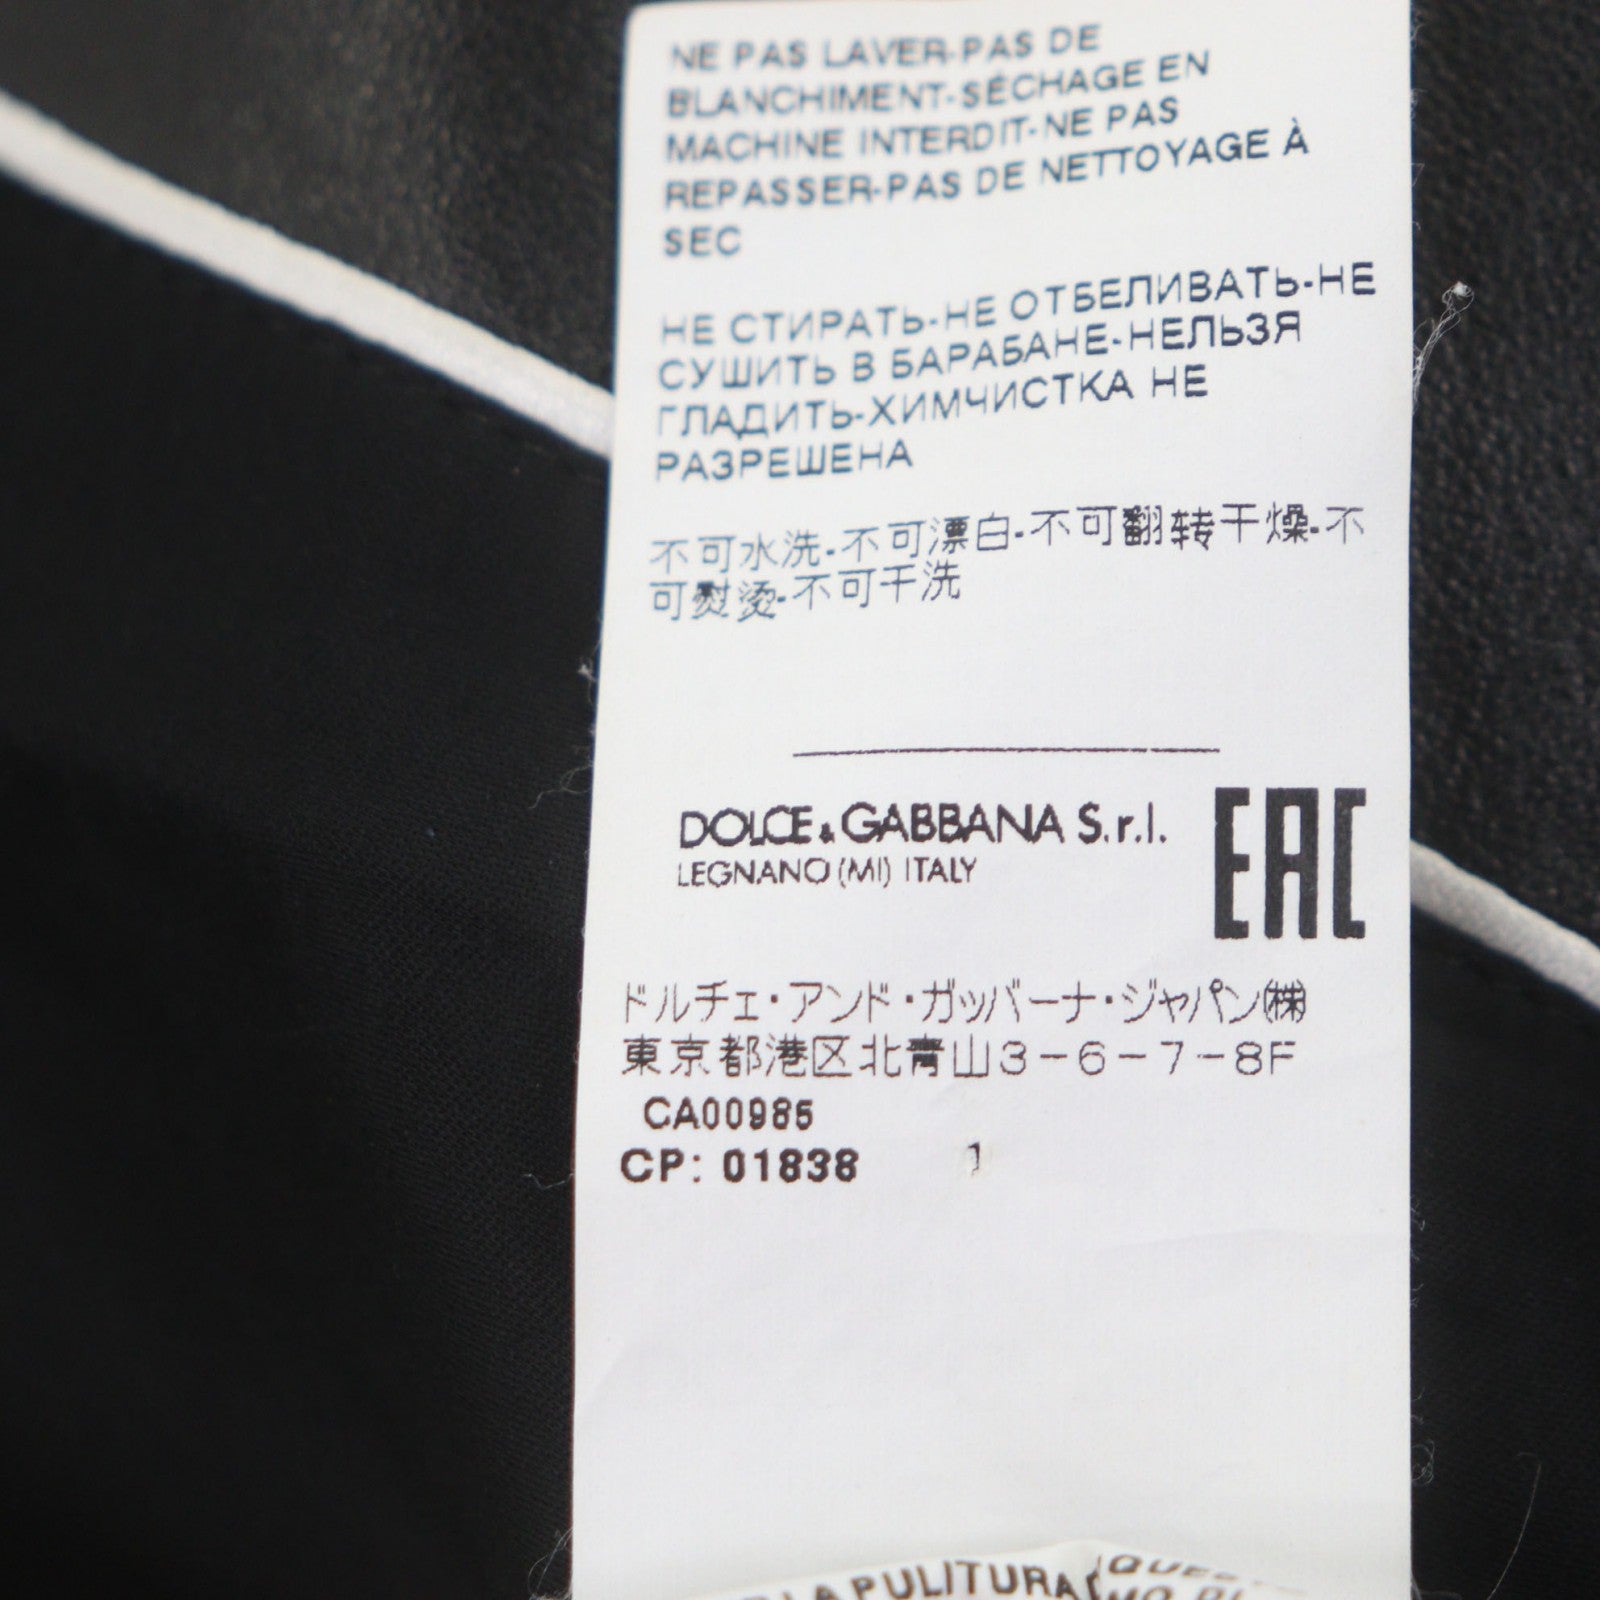 NE PAS LAVER-PAS DE
BLANCHIMENT-SÉCHAGE EN
MACHINE INTERDIT-NE PAS
REPASSER-PAS DE NETTOYAGE À
SEC
НЕ СТИРАТЬ-НЕ ОТБЕЛИВАТЬ-НЕ
СУШИТЬ В БАРАБАНЕ-НЕЛЬЗЯ
ГЛАДИТЬ-ХИМЧИСТКА НЕ
РАЗРЕШЕНА
不可水洗-不可漂白-不可翻转干燥-不
可熨烫-不可干洗
DOLCE & GABBANA S.r.l.
LEGNANO (MI) ITALY
EAC
ドルチェ・アンド・ガッバーナ・ジャパン(株)
東京都港区北青山3-6-7-8F
CA00985
CP: 01838 1
LA PULITURA